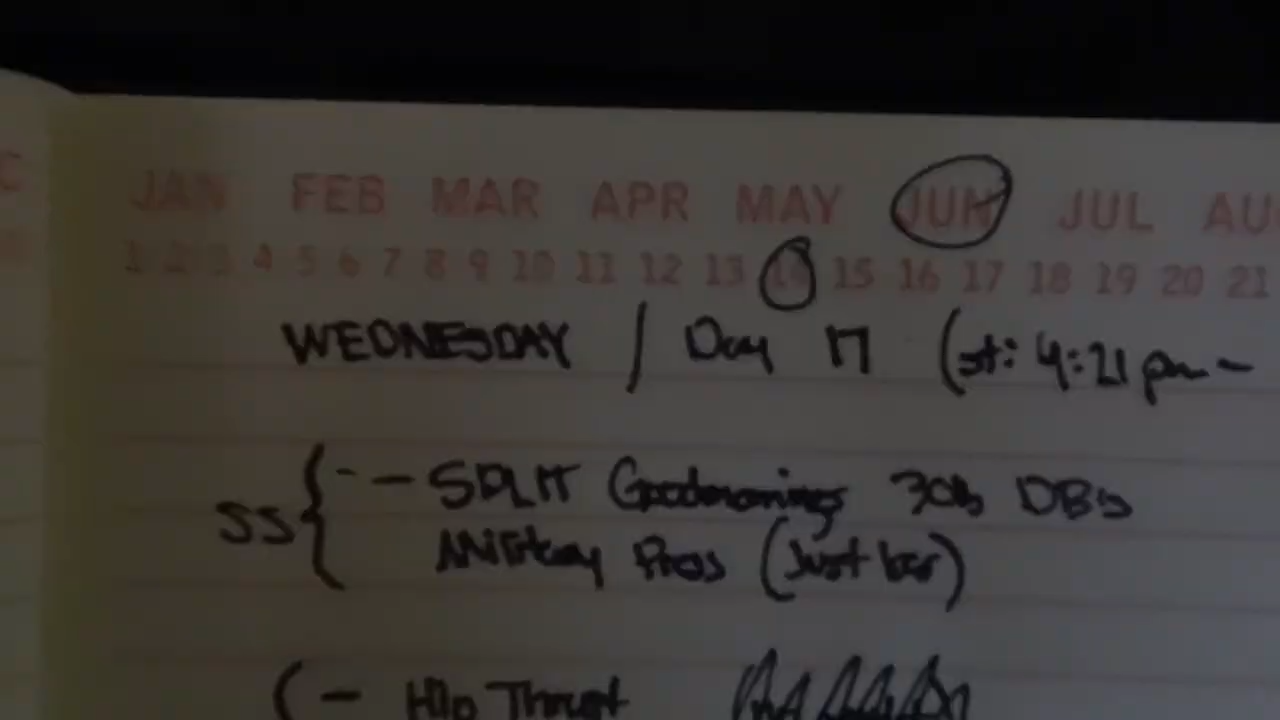 JAN FEB MAR APR MAY JUN JUL AU
1 2 3 4 5 6 7 8 9 10 11 12 13 14 15 16 17 18 19 20 21
WEDNESDAY / Day 17 (st: 4:21 pm -
SS { - - SPLIT Goodmornings 30lb DBs
Military Press (Just bar)
( - Hip Thrust